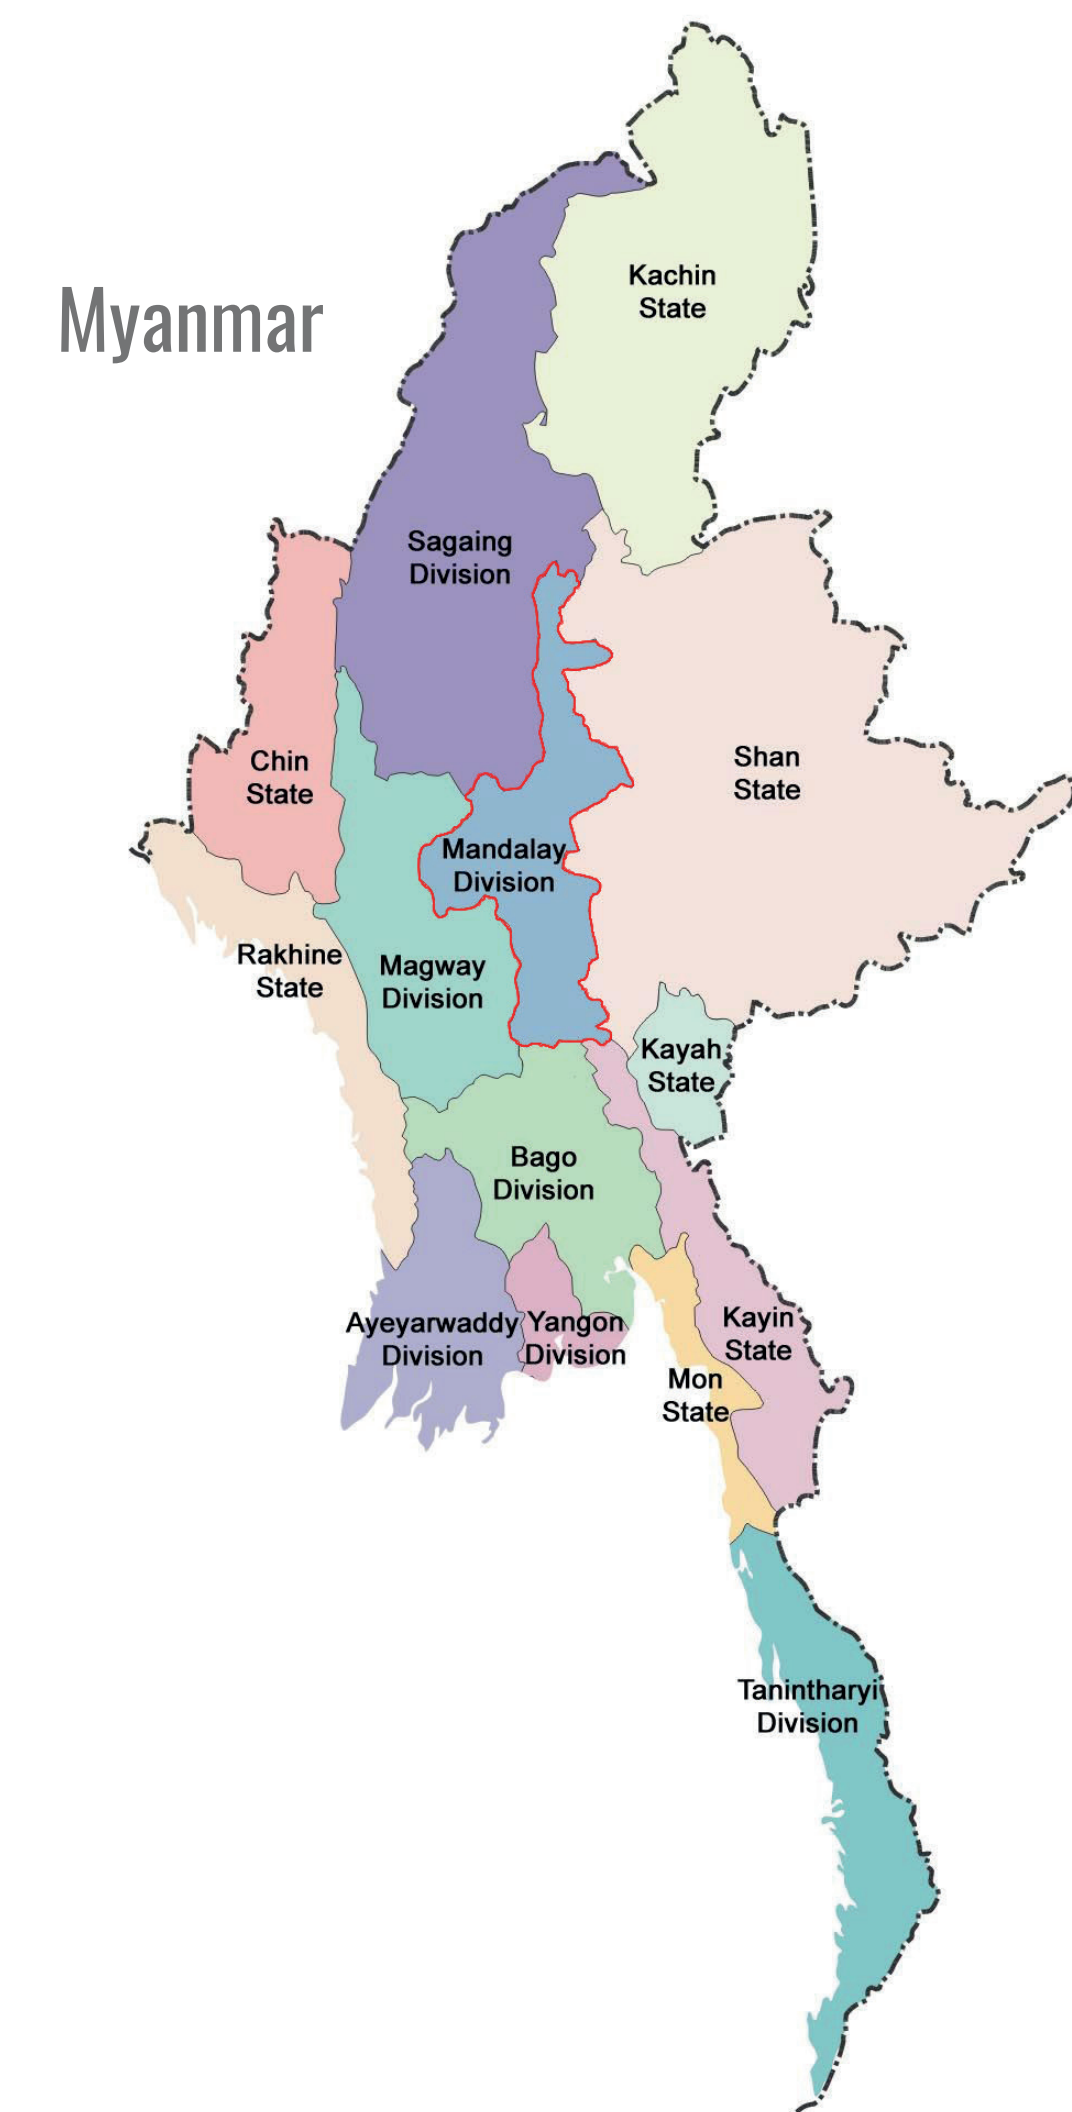 Myanmar
Kachin
State
Sagaing
Division
Chin
State
Shan
State
Mandalay
Division
Rakhine
State
Magway
Division
Kayah
State
Bago
Division
Ayeyarwaddy
Division
Yangon
Division
Kayin
State
Mon
State
Tanintharyi
Division